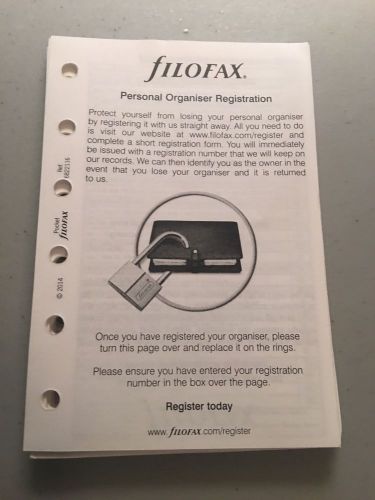 fILOFAX®
Personal Organiser Registration
Protect yourself from losing your personal organiser
by registering it with us straight away. All you need to do
is visit our website at www.filofax.com/register and
complete a short registration form. You will immediately
be issued with a registration number that we will keep on
our records. We can then identify you as the owner in the
event that you lose your organiser and it is returned
to us.
Once you have registered your organiser, please
turn this page over and replace it on the rings.
Please ensure you have entered your registration
number in the box over the page.
Register today
www.fILOFAX.com/register
© 2014
Pocket
fILOFAX
Ref